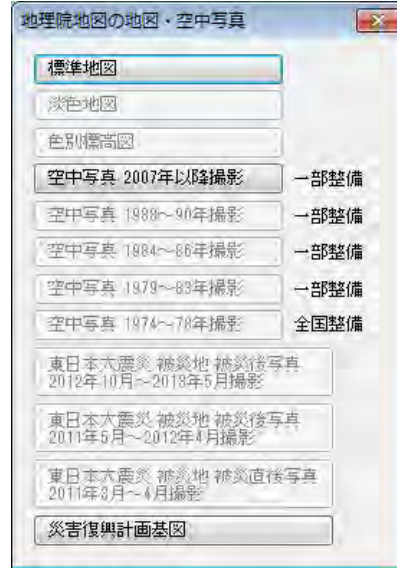 地理院地図の地図・空中写真
標準地図
淡色地図
色別標高図
空中写真 2007年以降撮影 一部整備
空中写真 1988～90年撮影 一部整備
空中写真 1984～86年撮影 一部整備
空中写真 1979～83年撮影 一部整備
空中写真 1974～78年撮影 全国整備
東日本大震災 被災地 被災後写真
2012年10月～2013年5月撮影
東日本大震災 被災地 被災後写真
2011年5月～2012年4月撮影
東日本大震災 被災地 被災直後写真
2011年3月～4月撮影
災害復興計画基図